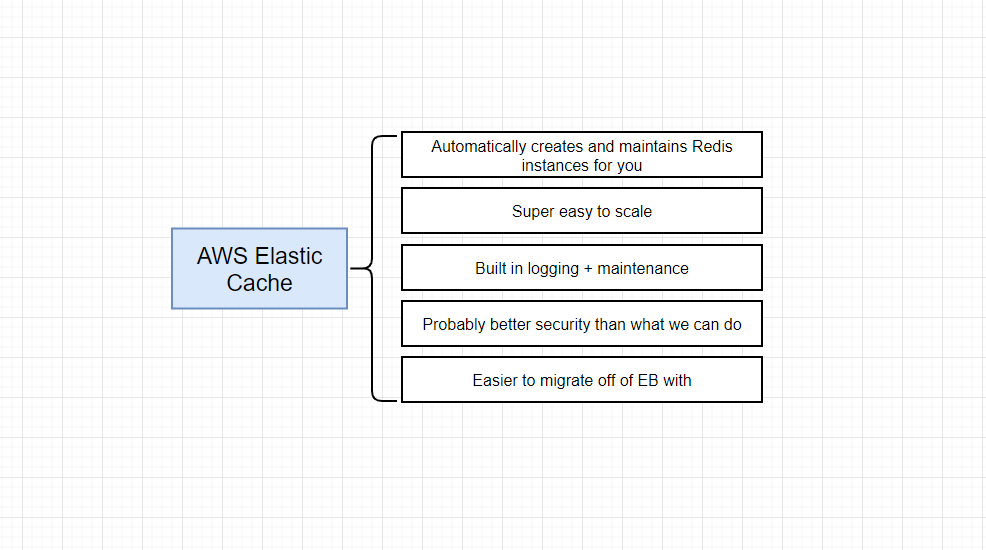 AWS Elastic
Cache
Automatically creates and maintains Redis
instances for you
Super easy to scale
Built in logging + maintenance
Probably better security than what we can do
Easier to migrate off of EB with